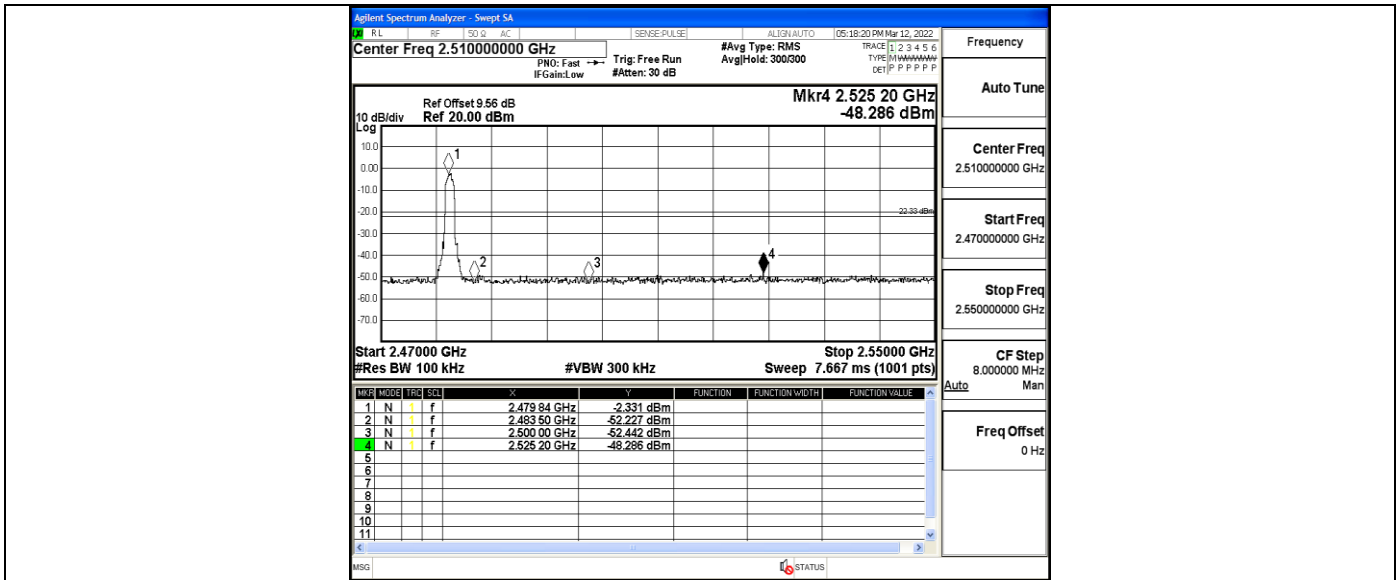 Agilent Spectrum Analyzer - Swept SA
RL RF 50 Ω AC SENSE:PULSE ALIGN AUTO 05:18:20 PM Mar 12, 2022
Center Freq 2.510000000 GHz
PNO: Fast
IFGain:Low
Trig: Free Run
#Atten: 30 dB
#Avg Type: RMS
Avg|Hold: 300/300
TRACE 1 2 3 4 5 6
TYPE M
DET P P P P P P
Mkr4 2.525 20 GHz
-48.286 dBm
Ref Offset 9.56 dB
10 dB/div Ref 20.00 dBm
Log
10.0
0.00
-10.0
-20.0
-30.0
-40.0
-50.0
-60.0
-70.0
1
2
3
4
22.33 dBm
Start 2.47000 GHz Stop 2.55000 GHz
#Res BW 100 kHz #VBW 300 kHz Sweep 7.667 ms (1001 pts)
MKR MODE TRC SCL X Y FUNCTION FUNCTION WIDTH FUNCTION VALUE
1 N 1 f 2.479 84 GHz -2.331 dBm
2 N 1 f 2.483 50 GHz -52.227 dBm
3 N 1 f 2.500 00 GHz -52.442 dBm
4 N 1 f 2.525 20 GHz -48.286 dBm
5
6
7
8
9
10
11
MSG STATUS
Frequency
Auto Tune
Center Freq
2.510000000 GHz
Start Freq
2.470000000 GHz
Stop Freq
2.550000000 GHz
CF Step
8.000000 MHz
Auto Man
Freq Offset
0 Hz